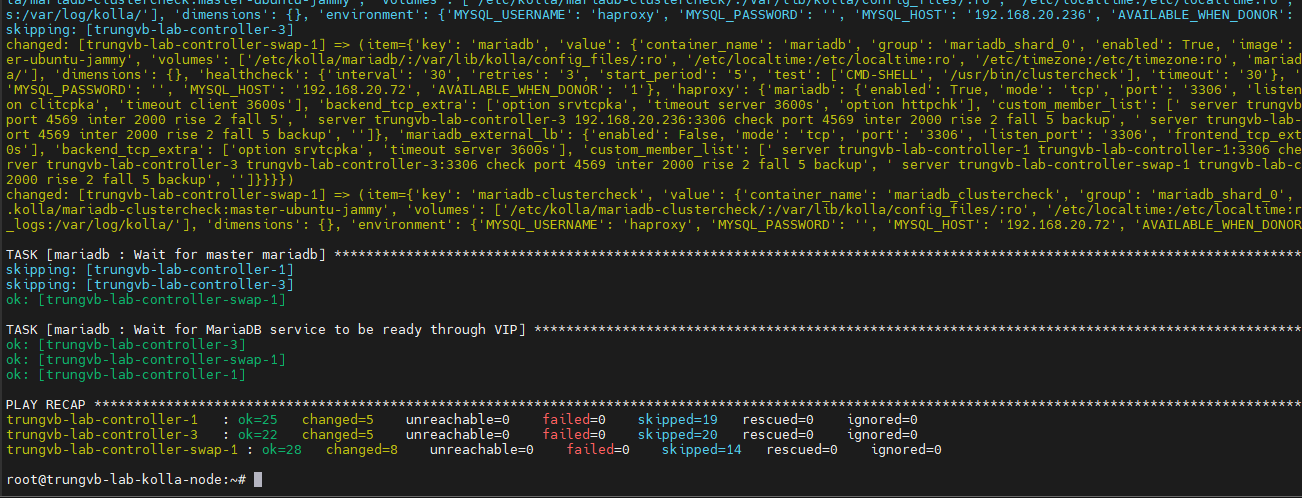 la/mariadb-clustercheck:master-ubuntu-jammy', 'volumes': ['/etc/kolla/mariadb-clustercheck/:/var/lib/kolla/config_files/:ro', '/etc/localtime:/etc/localtime:ro',
s:/var/log/kolla/'], 'dimensions': {}, 'environment': {'MYSQL_USERNAME': 'haproxy', 'MYSQL_PASSWORD': '', 'MYSQL_HOST': '192.168.20.236', 'AVAILABLE_WHEN_DONOR':
skipping: [trungvb-lab-controller-3]
changed: [trungvb-lab-controller-swap-1] => (item={'key': 'mariadb', 'value': {'container_name': 'mariadb', 'group': 'mariadb_shard_0', 'enabled': True, 'image':
er-ubuntu-jammy', 'volumes': ['/etc/kolla/mariadb/:/var/lib/kolla/config_files/:ro', '/etc/localtime:/etc/localtime:ro', '/etc/timezone:/etc/timezone:ro', 'maria
a/'], 'dimensions': {}, 'healthcheck': {'interval': '30', 'retries': '3', 'start_period': '5', 'test': ['CMD-SHELL', '/usr/bin/clustercheck'], 'timeout': '30'},
'MYSQL_PASSWORD': '', 'MYSQL_HOST': '192.168.20.72', 'AVAILABLE_WHEN_DONOR': '1'}, 'haproxy': {'mariadb': {'enabled': True, 'mode': 'tcp', 'port': '3306', 'listen
on clitcpka', 'timeout client 3600s'], 'backend_tcp_extra': ['option srvtcpka', 'timeout server 3600s', 'option httpchk'], 'custom_member_list': [' server trungvb
port 4569 inter 2000 rise 2 fall 5', ' server trungvb-lab-controller-3 192.168.20.236:3306 check port 4569 inter 2000 rise 2 fall 5 backup', ' server trungvb-lab-
ort 4569 inter 2000 rise 2 fall 5 backup', '']}, 'mariadb_external_lb': {'enabled': False, 'mode': 'tcp', 'port': '3306', 'listen_port': '3306', 'frontend_tcp_ext
0s'], 'backend_tcp_extra': ['option srvtcpka', 'timeout server 3600s'], 'custom_member_list': [' server trungvb-lab-controller-1 trungvb-lab-controller-1:3306 che
rver trungvb-lab-controller-3 trungvb-lab-controller-3:3306 check port 4569 inter 2000 rise 2 fall 5 backup', ' server trungvb-lab-controller-swap-1 trungvb-lab-c
2000 rise 2 fall 5 backup', '']}}}})
changed: [trungvb-lab-controller-swap-1] => (item={'key': 'mariadb-clustercheck', 'value': {'container_name': 'mariadb_clustercheck', 'group': 'mariadb_shard_0'
.kolla/mariadb-clustercheck:master-ubuntu-jammy', 'volumes': ['/etc/kolla/mariadb-clustercheck/:/var/lib/kolla/config_files/:ro', '/etc/localtime:/etc/localtime:r
_logs:/var/log/kolla/'], 'dimensions': {}, 'environment': {'MYSQL_USERNAME': 'haproxy', 'MYSQL_PASSWORD': '', 'MYSQL_HOST': '192.168.20.72', 'AVAILABLE_WHEN_DONOR
TASK [mariadb : Wait for master mariadb] ****************************************************************************************************************************
skipping: [trungvb-lab-controller-1]
skipping: [trungvb-lab-controller-3]
ok: [trungvb-lab-controller-swap-1]
TASK [mariadb : Wait for MariaDB service to be ready through VIP] ***************************************************************************************************
ok: [trungvb-lab-controller-3]
ok: [trungvb-lab-controller-swap-1]
ok: [trungvb-lab-controller-1]
PLAY RECAP **********************************************************************************************************************************************************
trungvb-lab-controller-1 : ok=25 changed=5 unreachable=0 failed=0 skipped=19 rescued=0 ignored=0
trungvb-lab-controller-3 : ok=22 changed=5 unreachable=0 failed=0 skipped=20 rescued=0 ignored=0
trungvb-lab-controller-swap-1 : ok=28 changed=8 unreachable=0 failed=0 skipped=14 rescued=0 ignored=0
root@trungvb-lab-kolla-node:~#